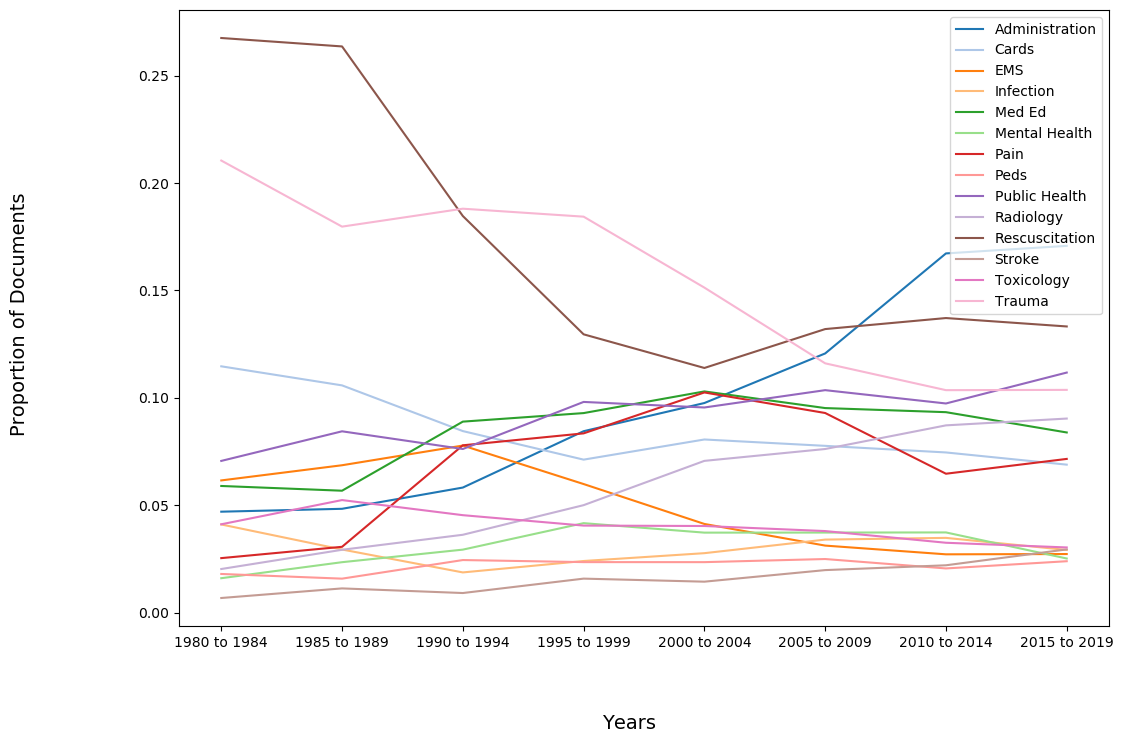 Proportion of Documents
0.25
0.20
0.15
0.10
0.05
0.00
Administration
Cards
EMS
Infection
Med Ed
Mental Health
Pain
Peds
Public Health
Radiology
Rescuscitation
Stroke
Toxicology
Trauma
1980 to 1984 1985 to 1989 1990 to 1994 1995 to 1999 2000 to 2004 2005 to 2009 2010 to 2014 2015 to 2019
Years